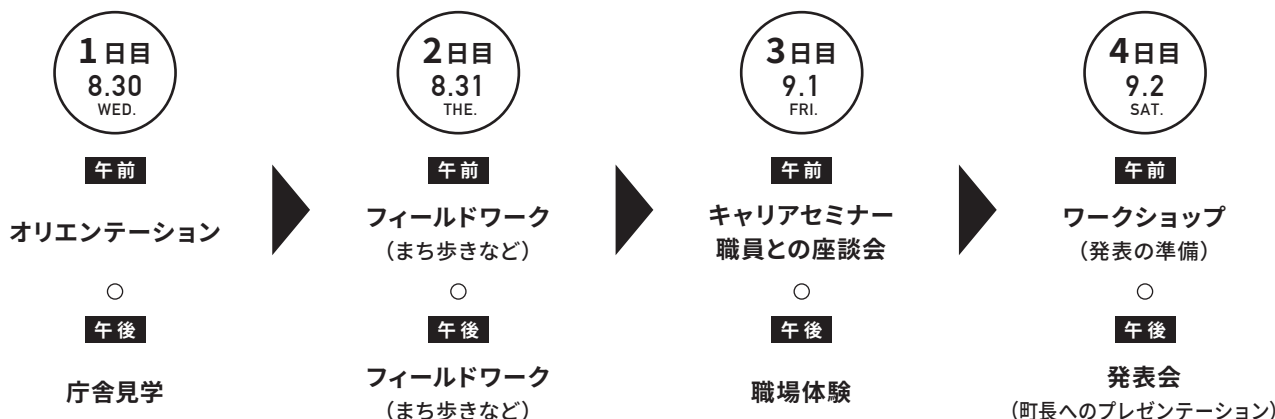 1日目
8.30
WED.
午前
オリエンテーション
午後
庁舎見学
2日目
8.31
THE.
午前
フィールドワーク
（まち歩きなど）
午後
フィールドワーク
（まち歩きなど）
3日目
9.1
FRI.
午前
キャリアセミナー
職員との座談会
午後
職場体験
4日目
9.2
SAT.
午前
ワークショップ
（発表の準備）
午後
発表会
（町長へのプレゼンテーション）